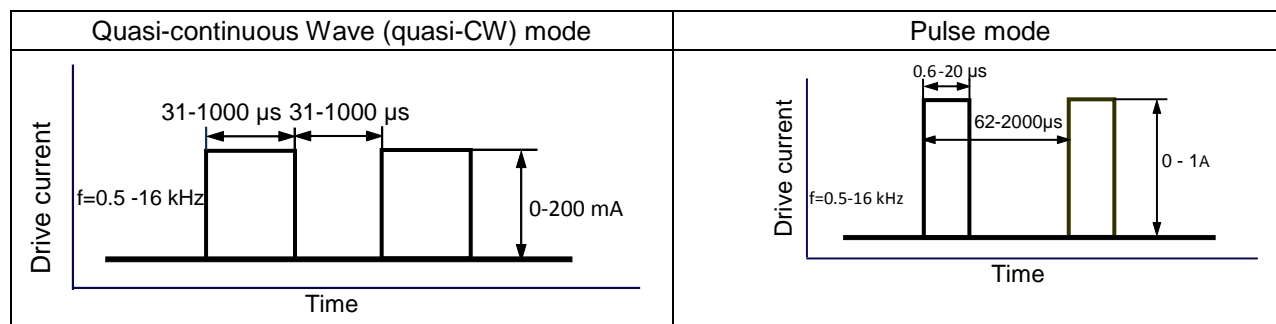 Quasi-continuous Wave (quasi-CW) mode
Drive current
31-1000 µs 31-1000 µs
f=0.5 -16 kHz
0-200 mA
Time
Pulse mode
Drive current
0.6-20 µs
62-2000µs
0 - 1A
f=0.5-16 kHz
Time